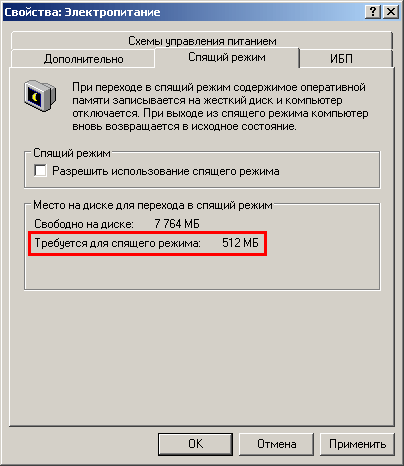 Свойства: Электропитание
Схемы управления питанием
Дополнительно
Спящий режим
ИБП
При переходе в спящий режим содержимое оперативной
памяти записывается на жесткий диск и компьютер
отключается. При выходе из спящего режима компьютер
вновь возвращается в исходное состояние.
Спящий режим
Разрешить использование спящего режима
Место на диске для перехода в спящий режим
Свободно на диске: 7 764 МБ
Требуется для спящего режима: 512 МБ
ОК
Отмена
Применить